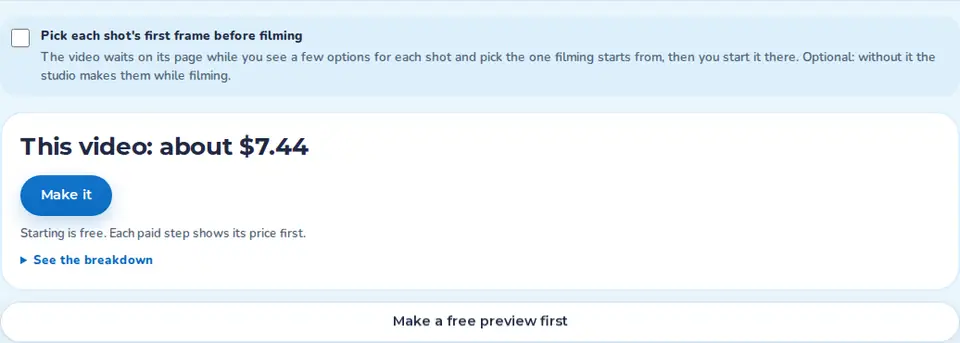 Pick each shot's first frame before filming
The video waits on its page while you see a few options for each shot and pick the one filming starts from, then you start it there. Optional: without it the
studio makes them while filming.
This video: about $7.44
Make it
Starting is free. Each paid step shows its price first.
See the breakdown
Make a free preview first